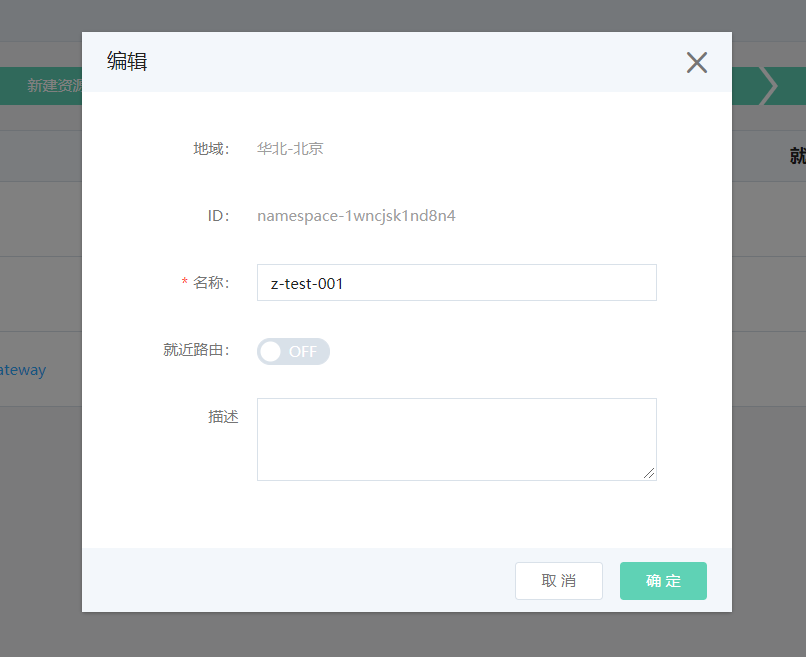 编辑
新建资源
就
地域： 华北-北京
ID： namespace-1wncjsk1nd8n4
* 名称： z-test-001
就近路由： OFF
ateway
描述
取 消 确 定